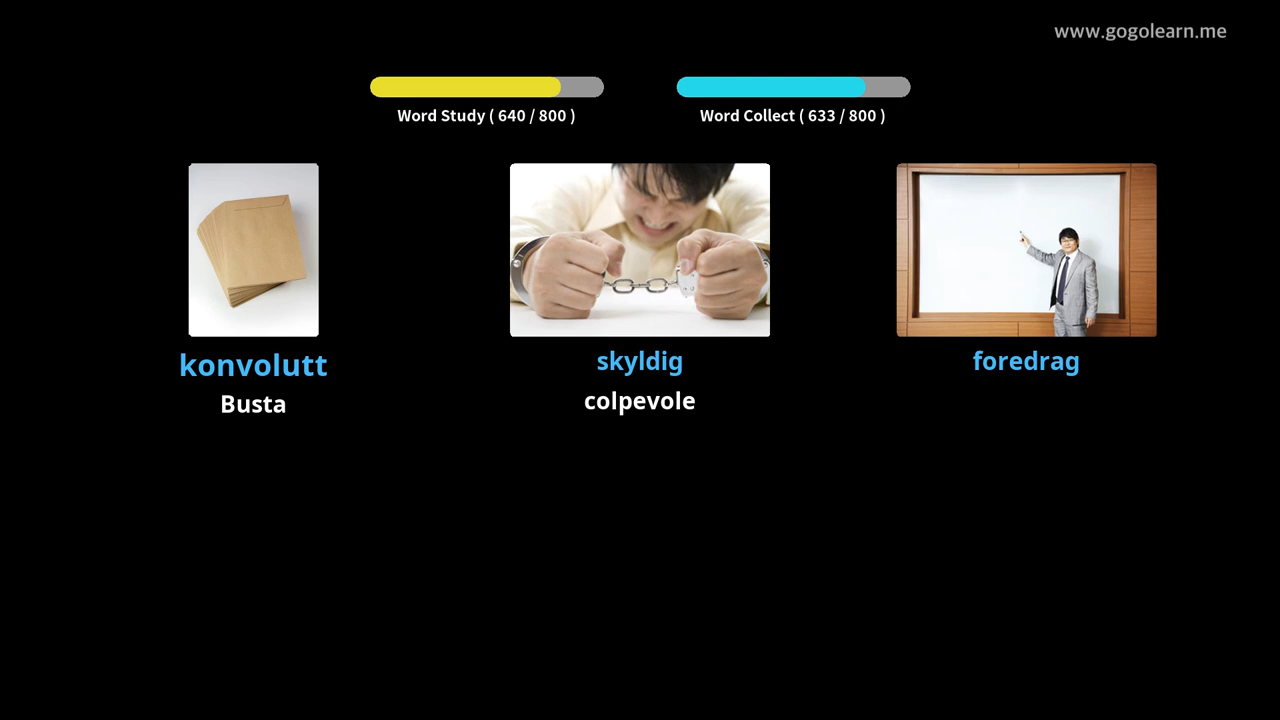 www.gogolearn.me
Word Study ( 640 / 800 )
Word Collect ( 633 / 800 )
konvolutt
Busta
skyldig
colpevole
foredrag